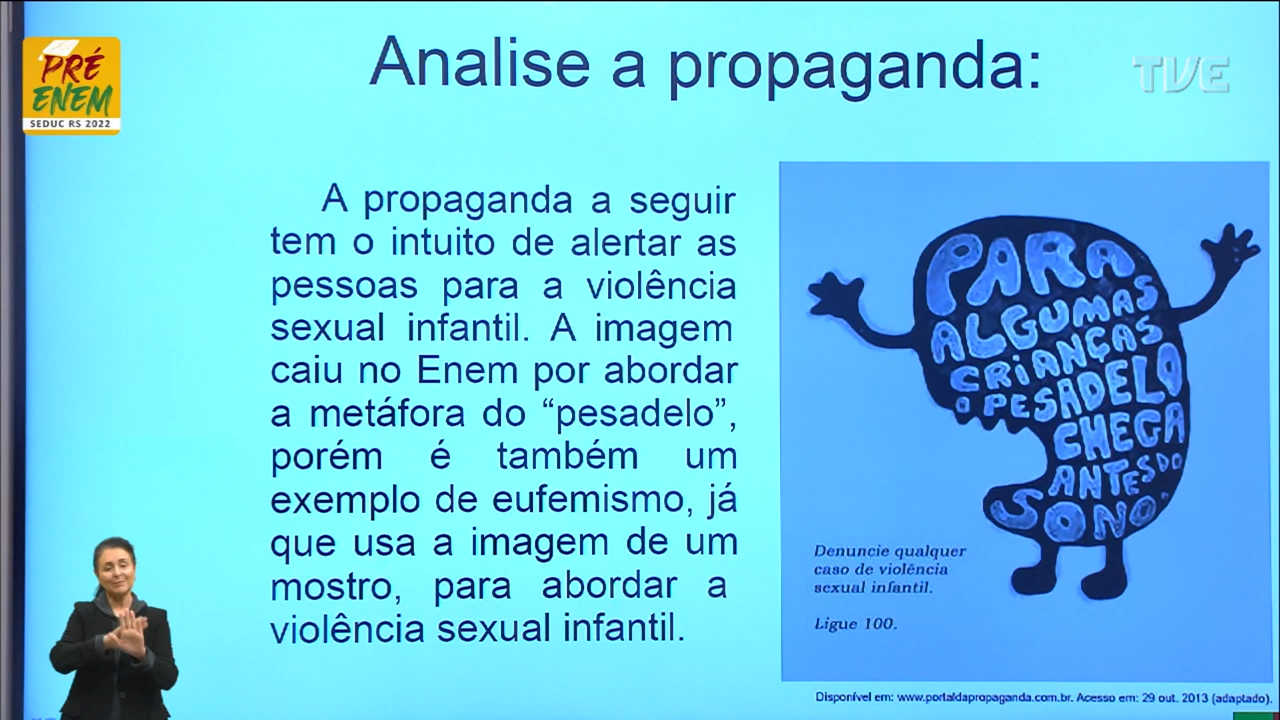 PRÉ
ENEM
SEDUC RS 2022
Analise a propaganda:
TVE
A propaganda a seguir
tem o intuito de alertar as
pessoas para a violência
sexual infantil. A imagem
caiu no Enem por abordar
a metáfora do “pesadelo”,
porém é também um
exemplo de eufemismo, já
que usa a imagem de um
mostro, para abordar a
violência sexual infantil.
PARA
ALGUMAS
CRIANÇAS
O PESADELO
CHEGA
ANTES DO
SONO.
Denuncie qualquer
caso de violência
sexual infantil.
Ligue 100.
Disponível em: www.portaldapropaganda.com.br. Acesso em: 29 out. 2013 (adaptado).